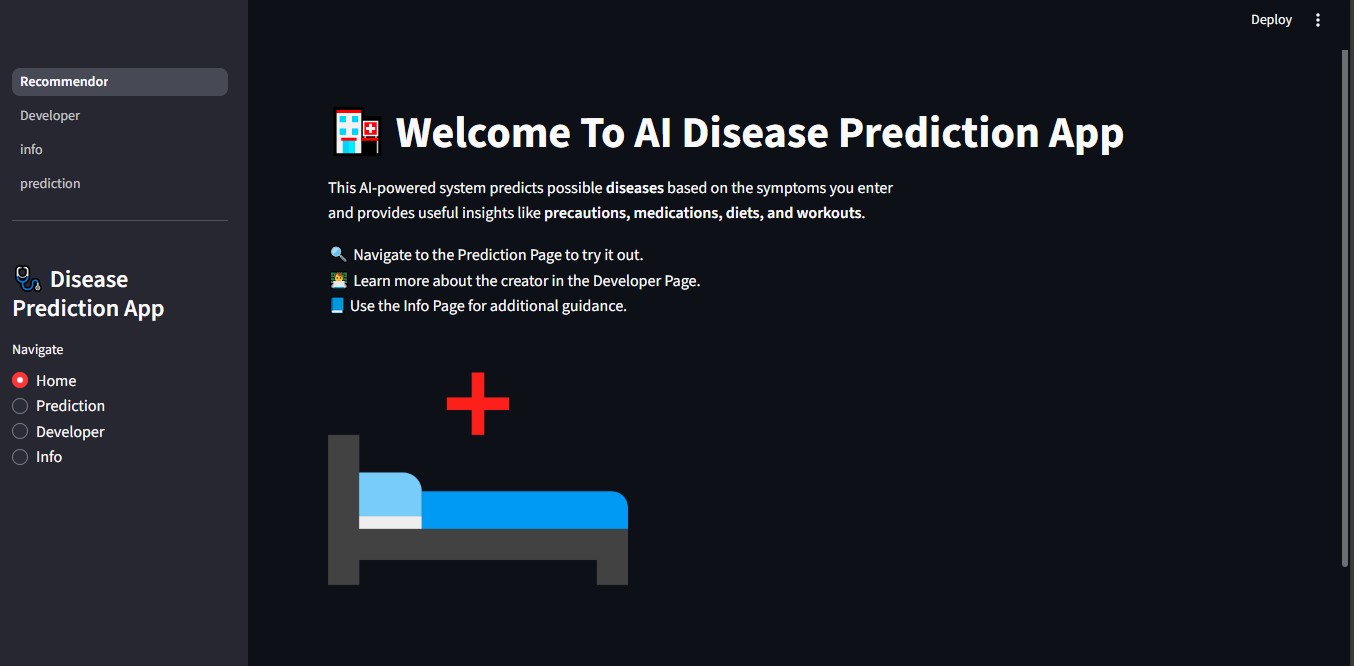 Deploy
Recommendor
Developer
info
prediction
Disease
Prediction App
Navigate
Home
Prediction
Developer
Info
Welcome To AI Disease Prediction App
This AI-powered system predicts possible diseases based on the symptoms you enter
and provides useful insights like precautions, medications, diets, and workouts.
Navigate to the Prediction Page to try it out.
Learn more about the creator in the Developer Page.
Use the Info Page for additional guidance.